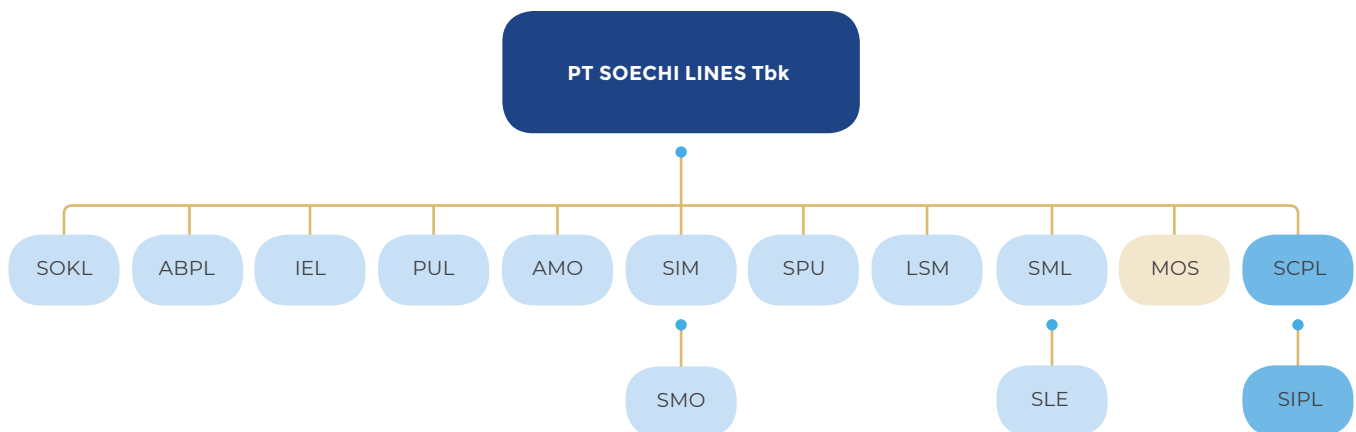 PT SOECHI LINES Tbk
SOKL
ABPL
IEL
PUL
AMO
SIM
SPU
LSM
SML
MOS
SCPL
SMO
SLE
SIPL